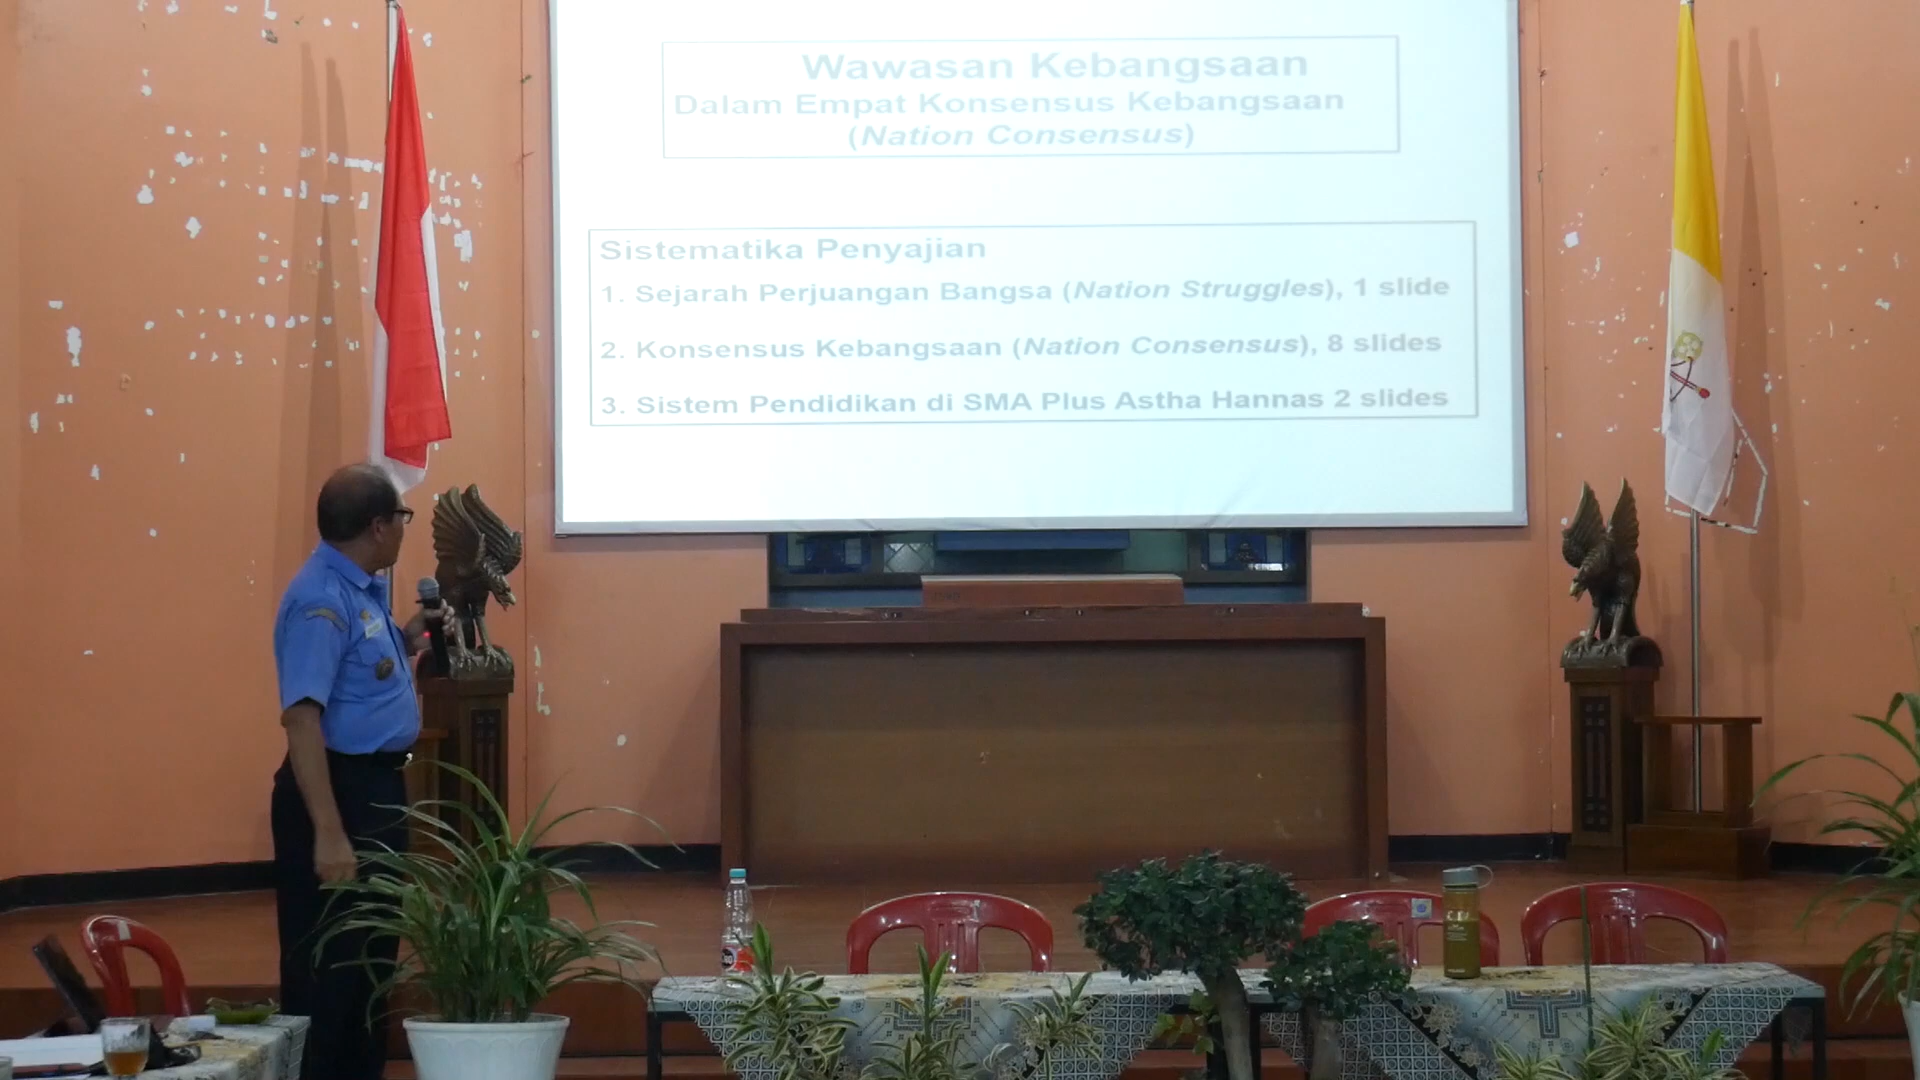 Wawasan Kebangsaan
Dalam Empat Konsensus Kebangsaan
(Nation Consensus)
Sistematika Penyajian
1. Sejarah Perjuangan Bangsa (Nation Struggles), 1 slide
2. Konsensus Kebangsaan (Nation Consensus), 8 slides
3. Sistem Pendidikan di SMA Plus Astha Hannas 2 slides